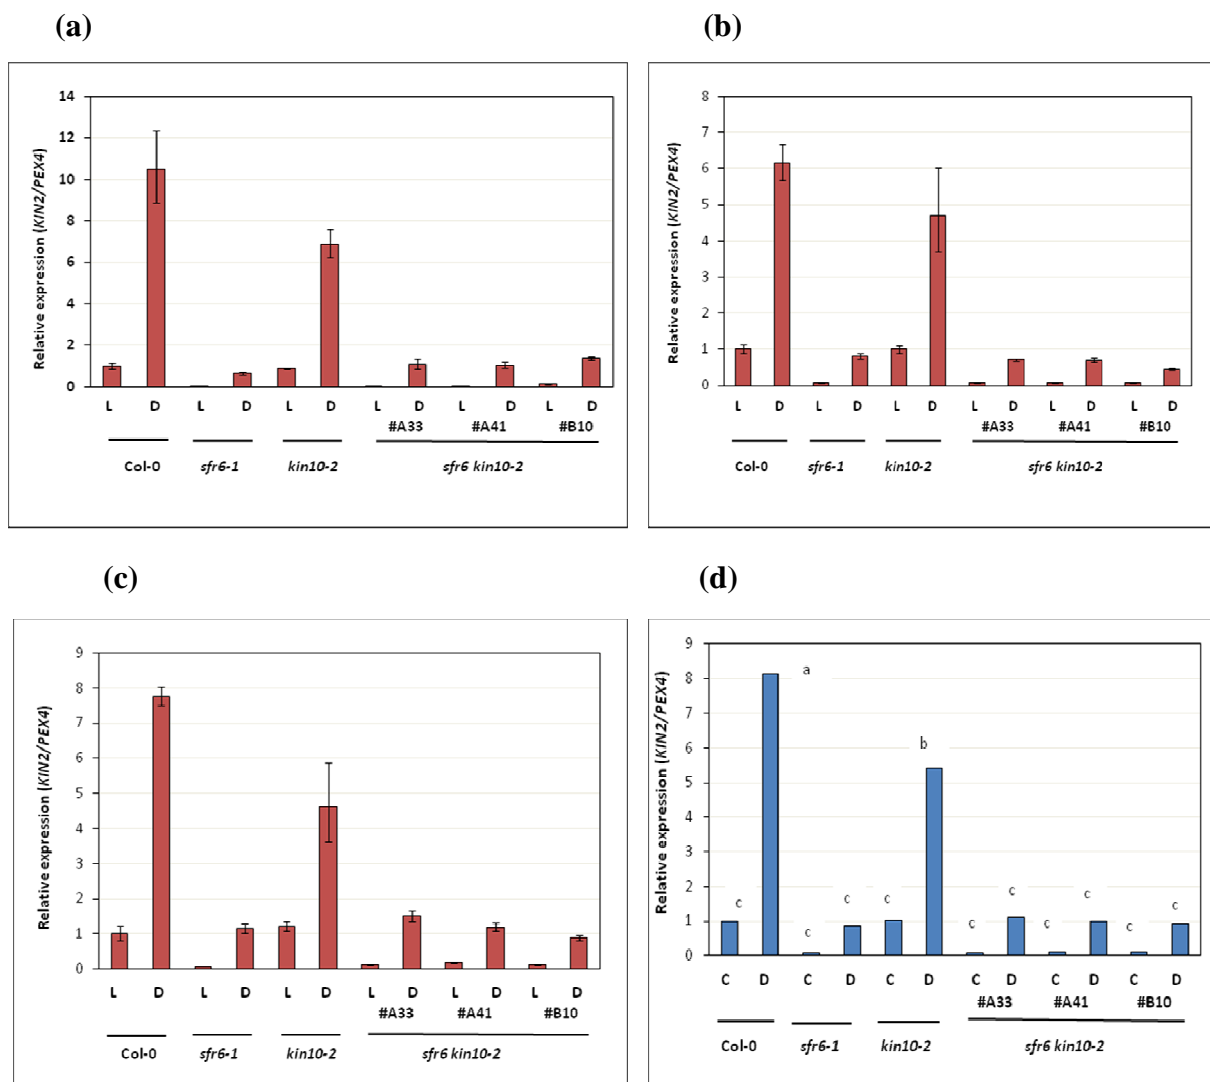 (a)
Relative expression (KIN2/PEX4)
14
12
10
8
6
4
2
0
L D L D L D L D L D L D
#A33 #A41 #B10
Col-0 sfr6-1 kin10-2 sfr6 kin10-2
(b)
Relative expression (KIN2/PEX4)
8
7
6
5
4
3
2
1
0
L D L D L D L D L D L D
#A33 #A41 #B10
Col-0 sfr6-1 kin10-2 sfr6 kin10-2
(c)
Relative expression (KIN2/PEX4)
9
8
7
6
5
4
3
2
1
0
L D L D L D L D L D L D
#A33 #A41 #B10
Col-0 sfr6-1 kin10-2 sfr6 kin10-2
(d)
Relative expression (KIN2/PEX4)
9
8
7
6
5
4
3
2
1
0
a
b
c c c c c c c c c c
C D C D C D C D C D C D
#A33 #A41 #B10
Col-0 sfr6-1 kin10-2 sfr6 kin10-2